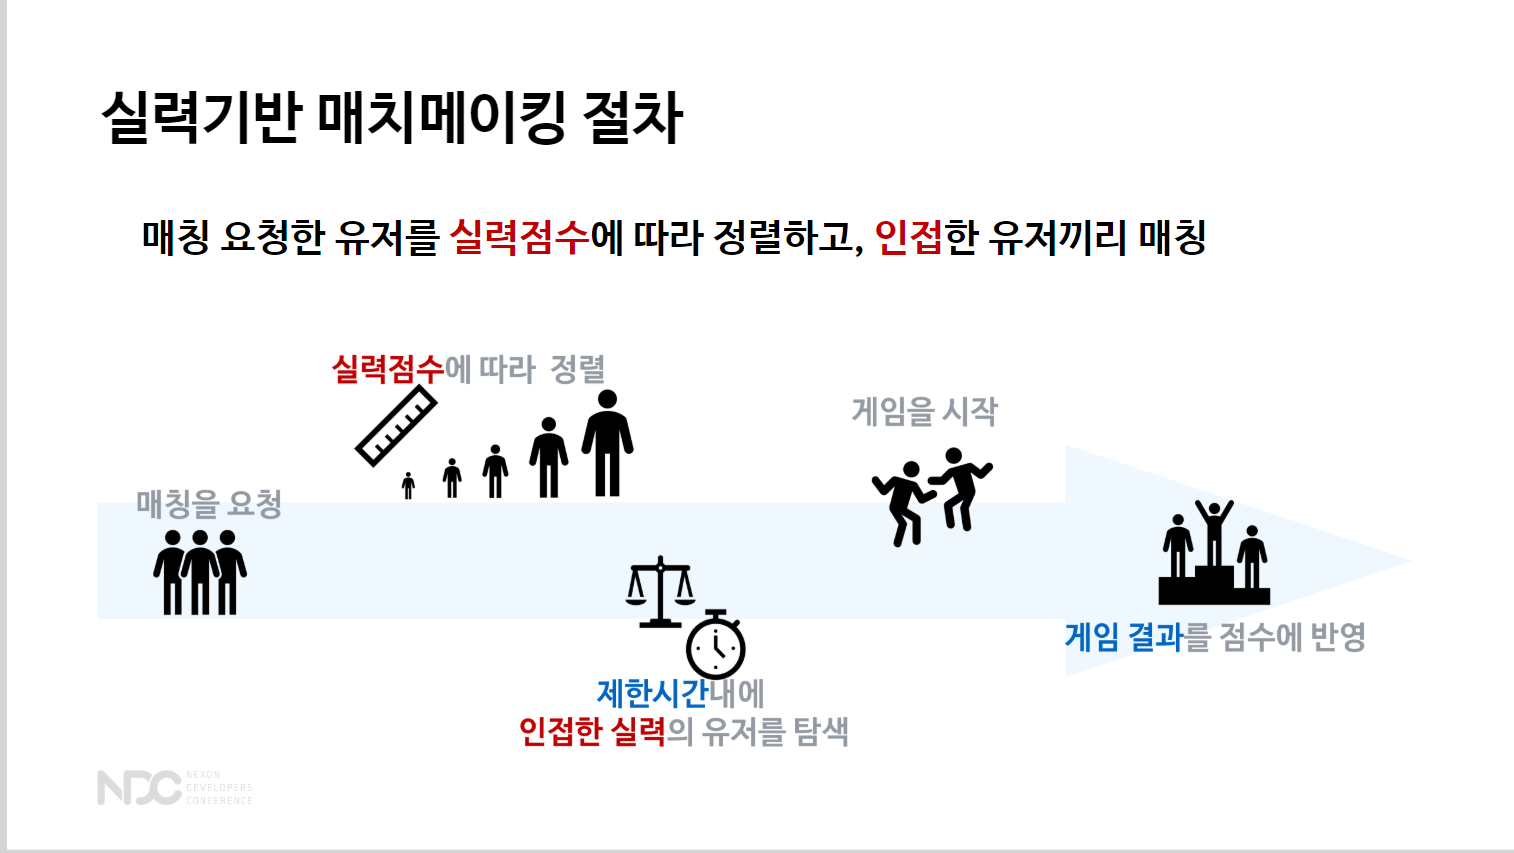 실력기반 매치메이킹 절차
매칭 요청한 유저를 실력점수에 따라 정렬하고, 인접한 유저끼리 매칭
실력점수에 따라 정렬
게임을 시작
매칭을 요청
게임 결과를 점수에 반영
제한시간내에
인접한 실력의 유저를 탐색
NDC
NEXON
DEVELOPERS
CONFERENCE